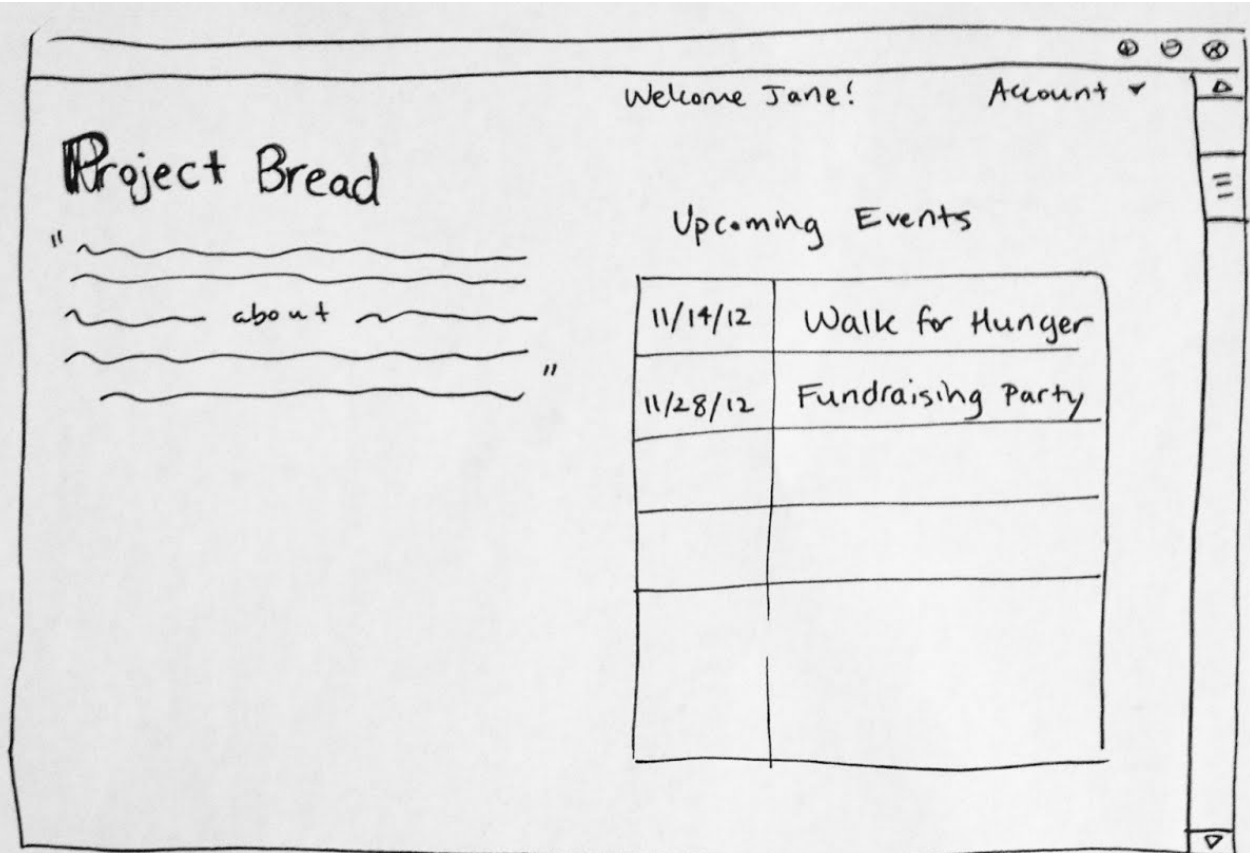 Welcome Jane!
Account
Project Bread
Upcoming Events
" about "
11/14/12 Walk for Hunger
11/28/12 Fundraising Party